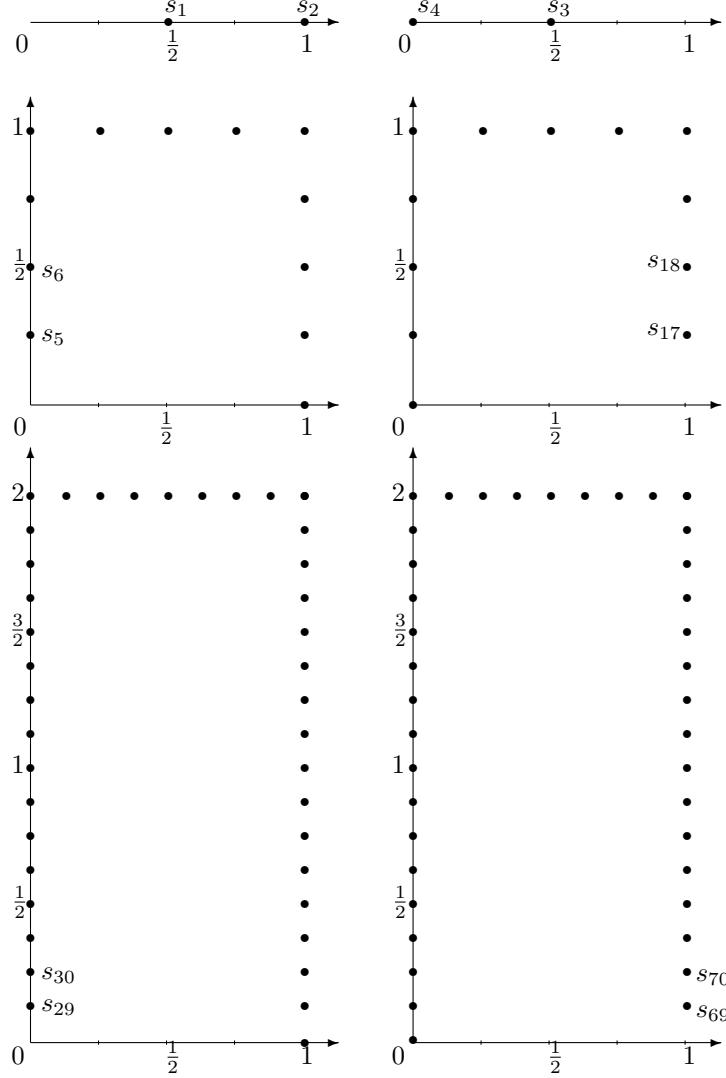 s₁ s₂ s₄ s₃
0 1/2 1 0 1/2 1
1 1
1/2 s₆ 1/2 s₁₈
s₅ s₁₇
0 1/2 1 0 1/2 1
2 2
3/2 3/2
1 1
1/2 1/2
s₃₀ s₇₀
s₂₉ s₆₉
0 1/2 1 0 1/2 1